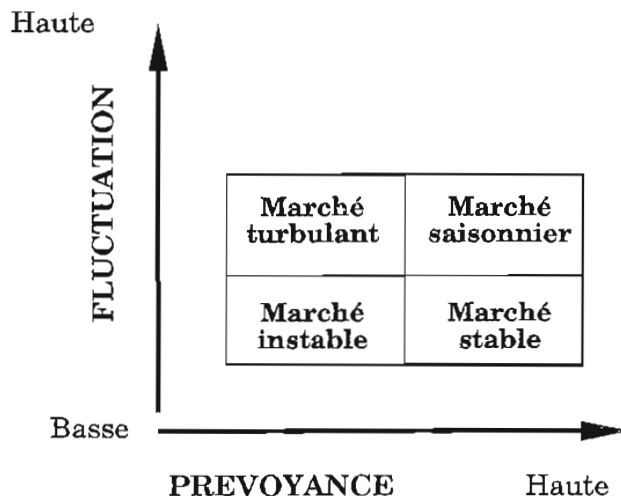 Haute
FLUCTUATION
Marché
turbulant
Marché
saisonnier
Marché
instable
Marché
stable
Basse
PREVOYANCE
Haute